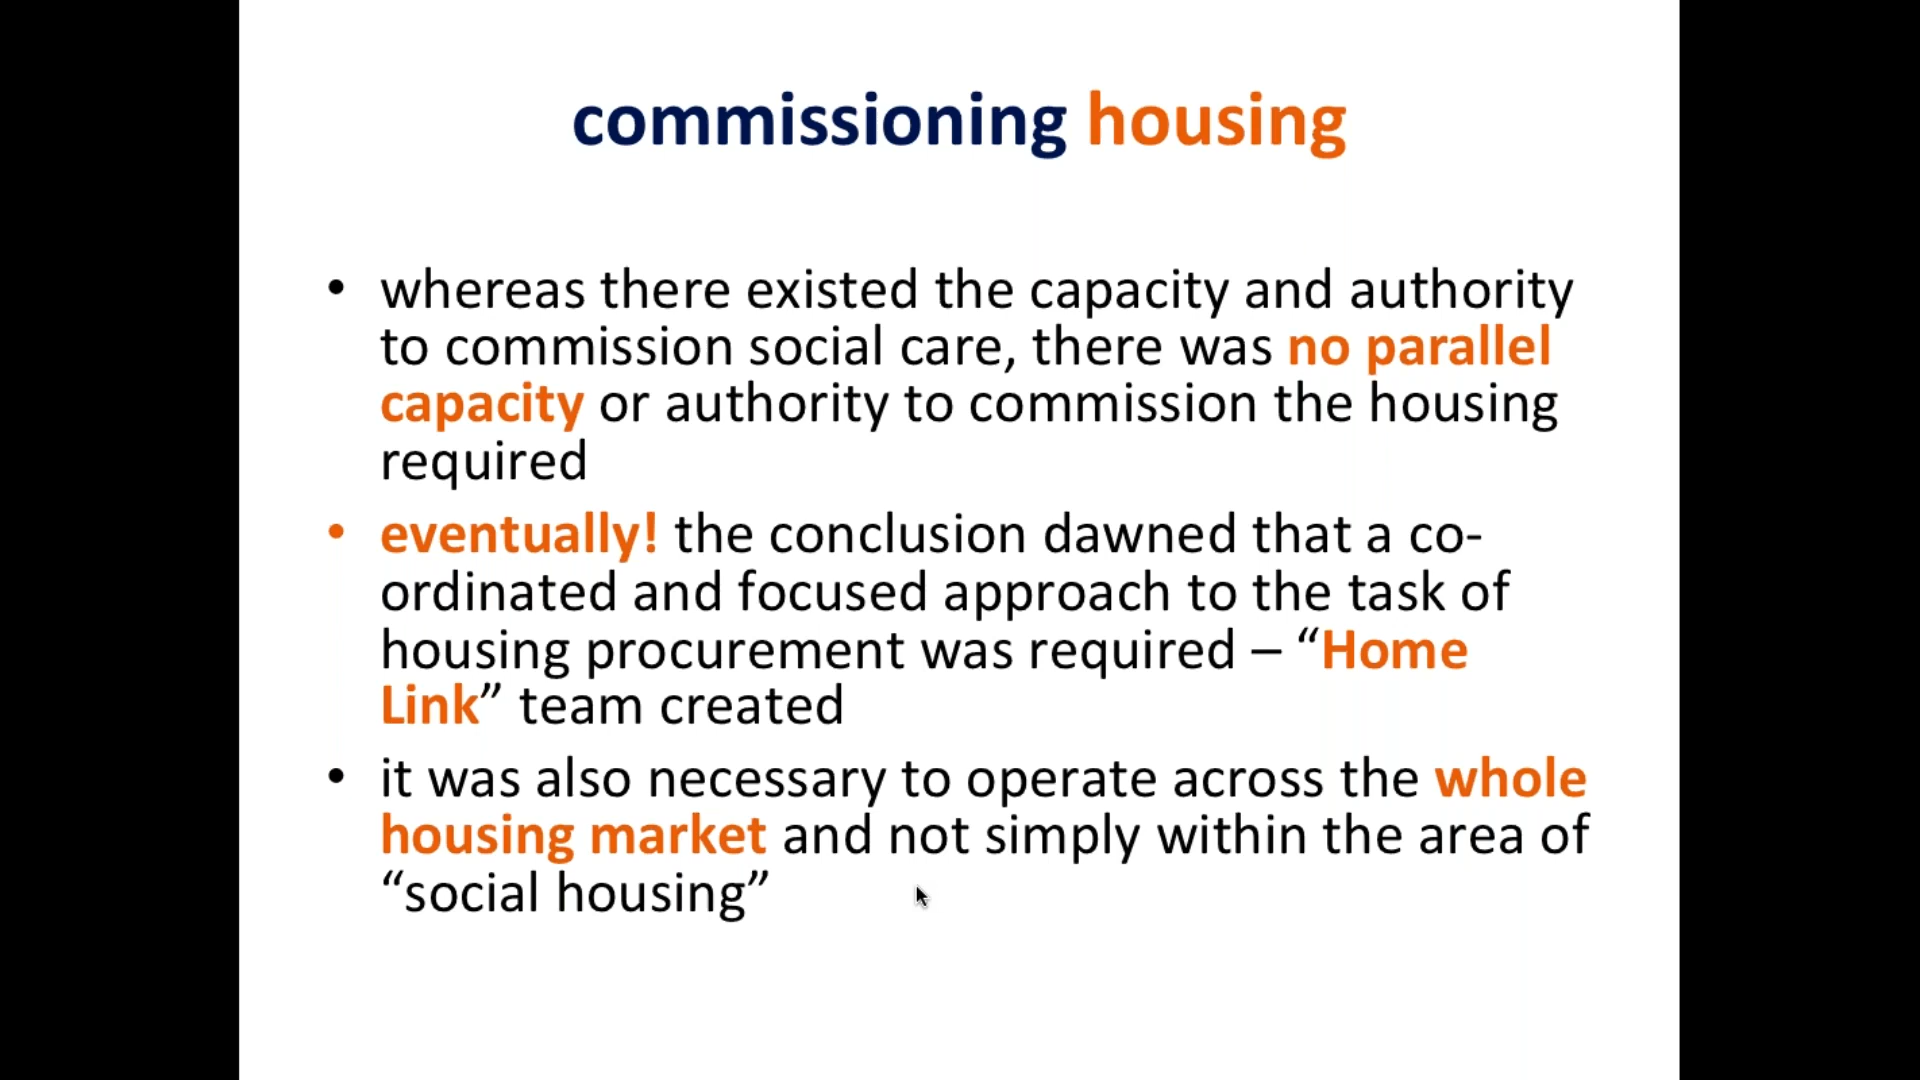 commissioning housing
• whereas there existed the capacity and authority
to commission social care, there was no parallel
capacity or authority to commission the housing
required
• eventually! the conclusion dawned that a co-
ordinated and focused approach to the task of
housing procurement was required – “Home
Link” team created
• it was also necessary to operate across the whole
housing market and not simply within the area of
“social housing”